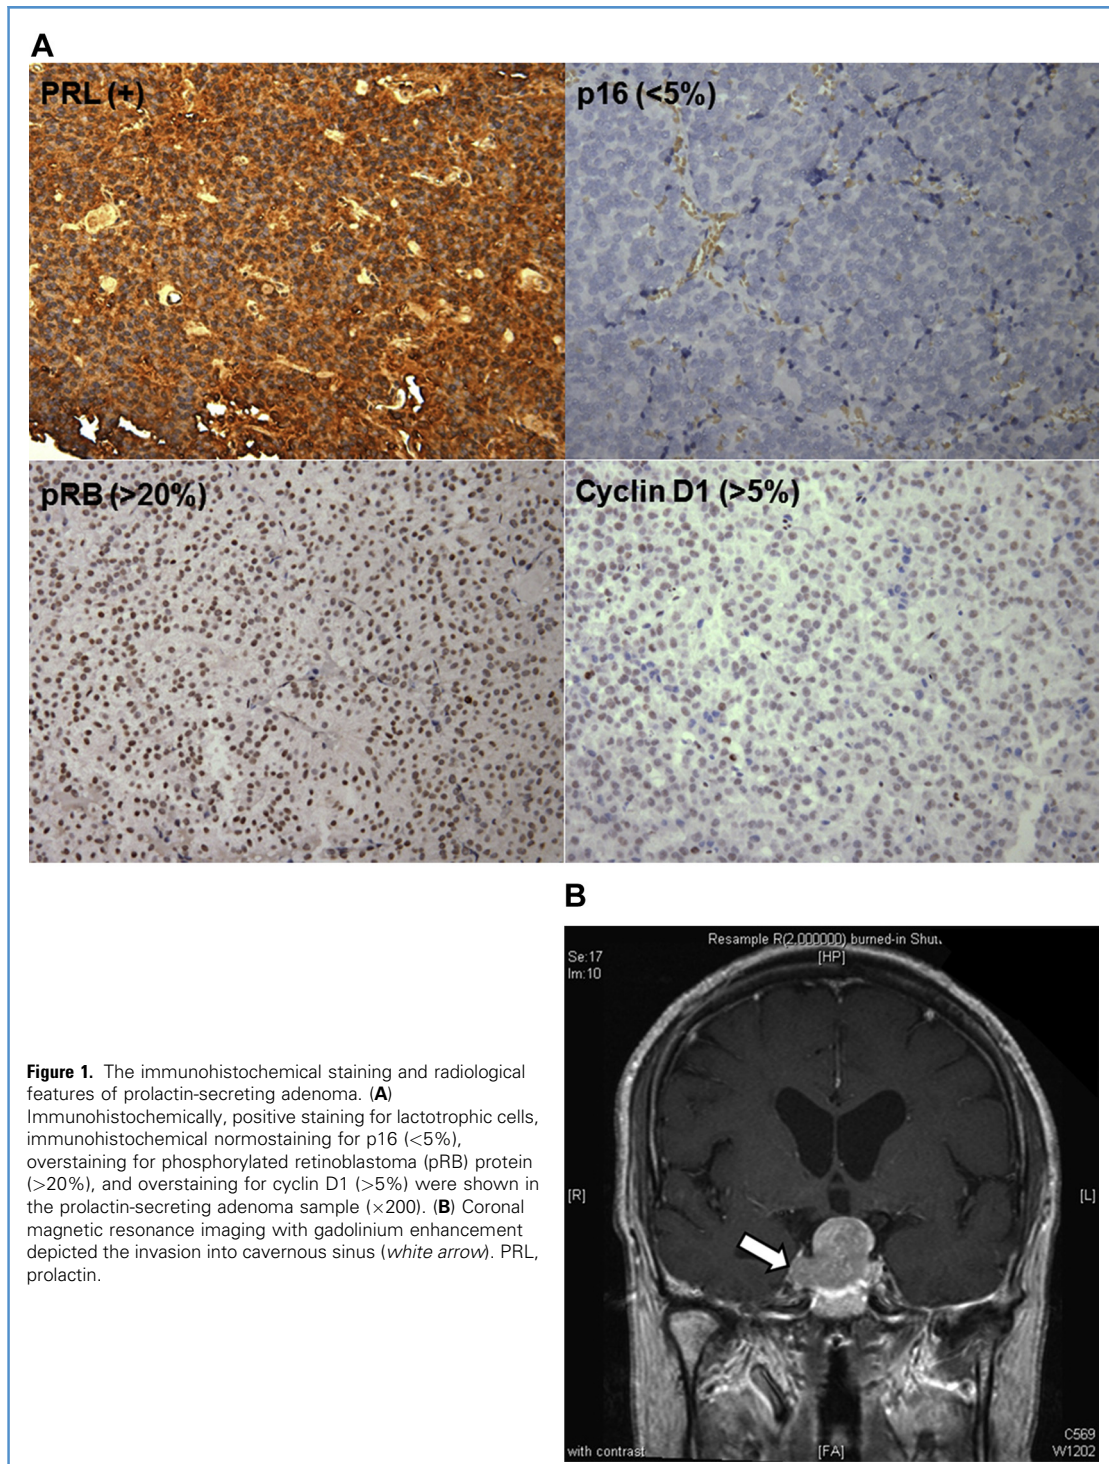 A
PRL (+)
p16 (<5%)
pRB (>20%)
Cyclin D1 (>5%)
B
Resample R(2.000000) burned-in Shut.
[HP]
Se:17
Im:10
[R]
[L]
with contrast
[FA]
C569
W1202
Figure 1. The immunohistochemical staining and radiological
features of prolactin-secreting adenoma. (A)
Immunohistochemically, positive staining for lactotrophic cells,
immunohistochemical normostaining for p16 (<5%),
overstaining for phosphorylated retinoblastoma (pRB) protein
(>20%), and overstaining for cyclin D1 (>5%) were shown in
the prolactin-secreting adenoma sample (×200). (B) Coronal
magnetic resonance imaging with gadolinium enhancement
depicted the invasion into cavernous sinus (white arrow). PRL,
prolactin.